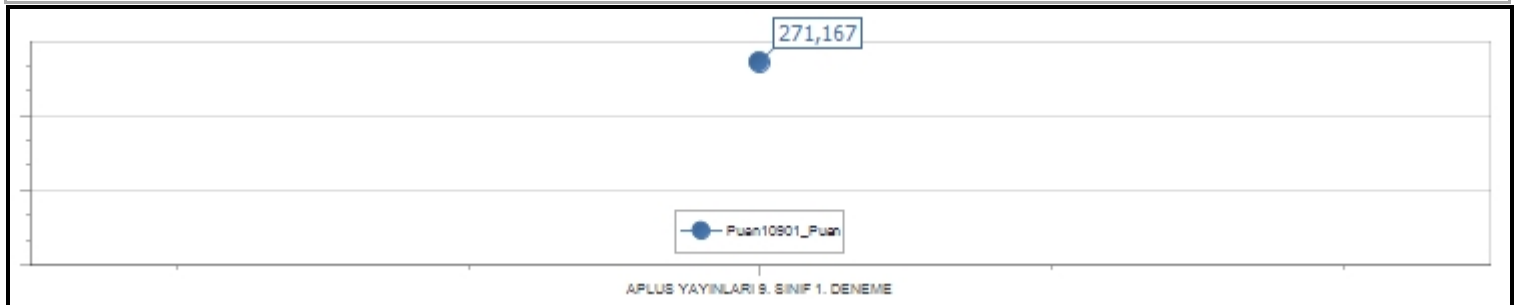 271,167
Puan10901_Puan
APLUS YAYINLARI 9. SINIF 1. DENEME